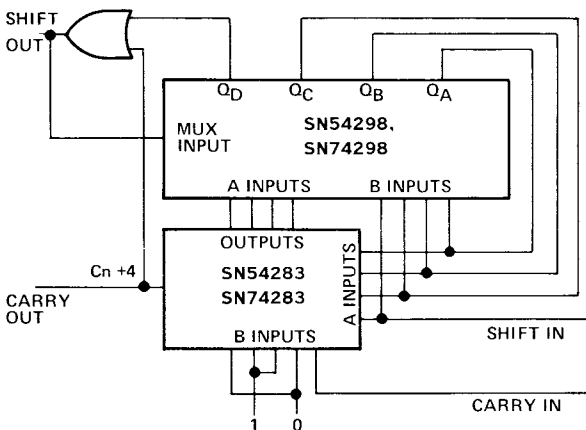 SHIFT
OUT
QD QC QB QA
MUX
INPUT
SN54298,
SN74298
A INPUTS B INPUTS
OUTPUTS
SN54283
SN74283
A INPUTS
B INPUTS
Cn +4
CARRY
OUT
SHIFT IN
CARRY IN
1 0